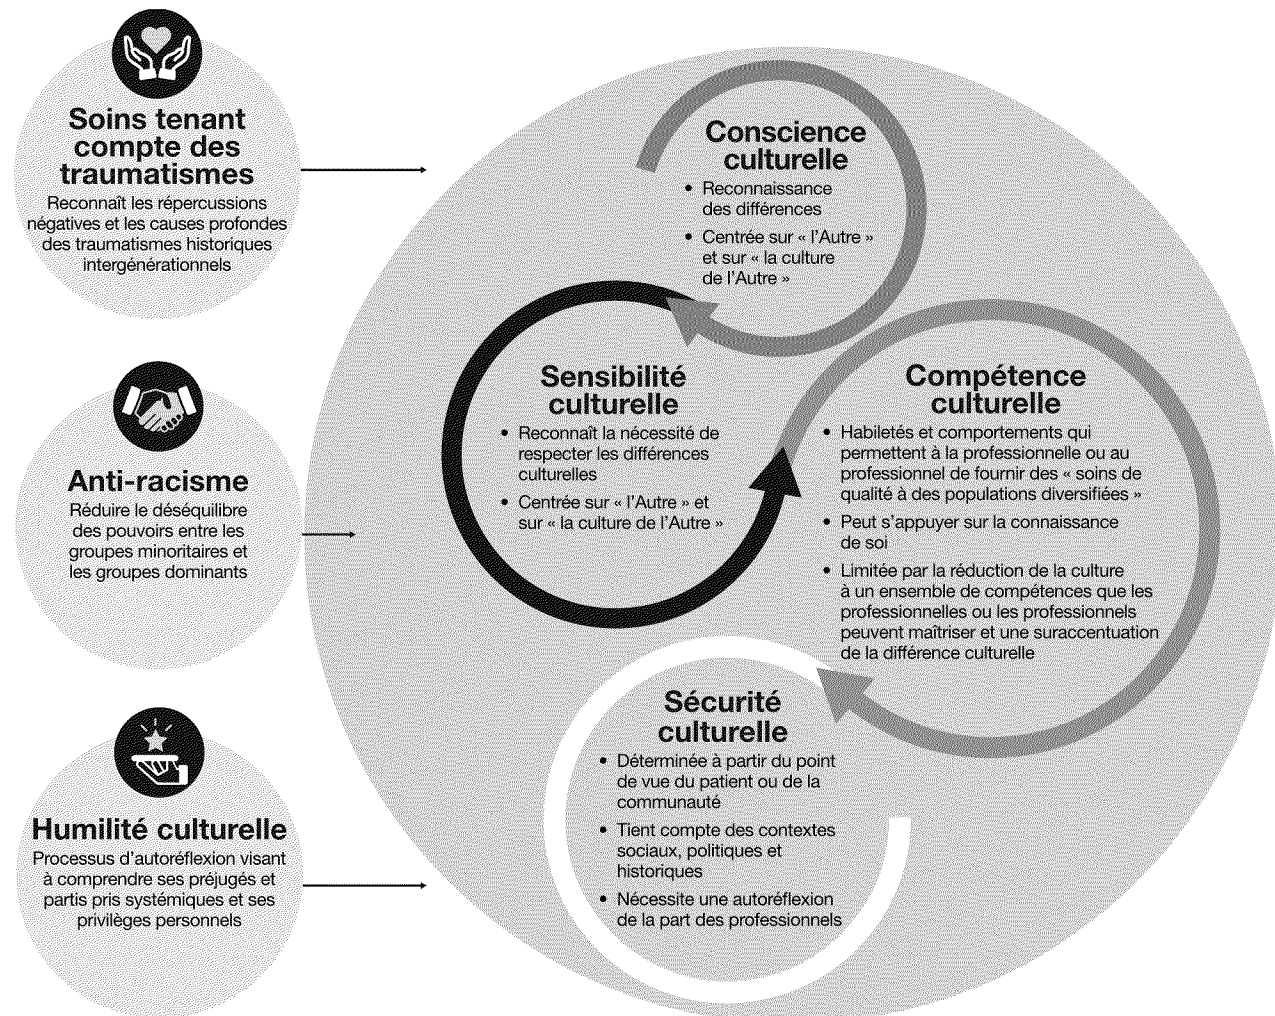 Soins tenant
compte des
traumatismes
Reconnaît les répercussions
négatives et les causes profondes
des traumatismes historiques
intergénérationnels
Anti-racisme
Réduire le déséquilibre
des pouvoirs entre les
groupes minoritaires et
les groupes dominants
Humilité culturelle
Processus d'autoréflexion visant
à comprendre ses préjugés et
partis pris systémiques et ses
privilèges personnels
Conscience
culturelle
• Reconnaissance
des différences
• Centrée sur « l'Autre »
et sur « la culture
de l'Autre »
Sensibilité
culturelle
• Reconnaît la nécessité de
respecter les différences
culturelles
• Centrée sur « l'Autre » et
sur « la culture de l'Autre »
Compétence
culturelle
• Habiletés et comportements qui
permettent à la professionnelle ou au
professionnel de fournir des « soins de
qualité à des populations diversifiées »
• Peut s'appuyer sur la connaissance
de soi
• Limitée par la réduction de la culture
à un ensemble de compétences que les
professionnelles ou les professionnels
peuvent maîtriser et une suraccentuation
de la différence culturelle
Sécurité
culturelle
• Déterminée à partir du point
de vue du patient ou de la
communauté
• Tient compte des contextes
sociaux, politiques et
historiques
• Nécessite une autoréflexion
de la part des professionnels